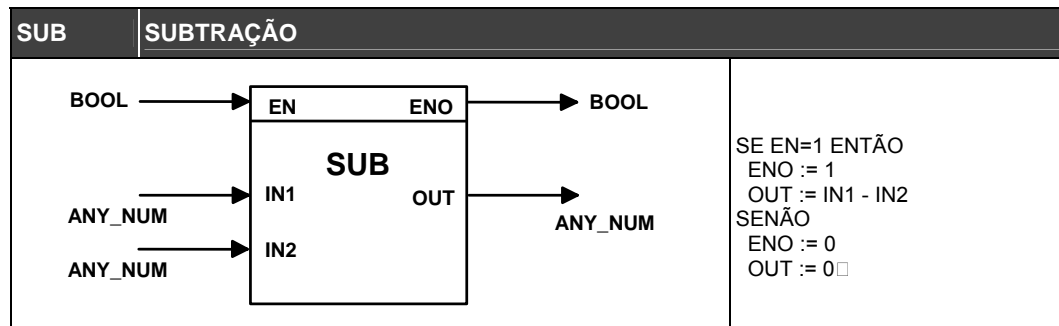 SUB SUBTRAÇÃO
BOOL EN ENO BOOL
SUB
IN1 OUT
ANY_NUM ANY_NUM
IN2
ANY_NUM
SE EN=1 ENTÃO
ENO := 1
OUT := IN1 - IN2
SENÃO
ENO := 0
OUT := 0